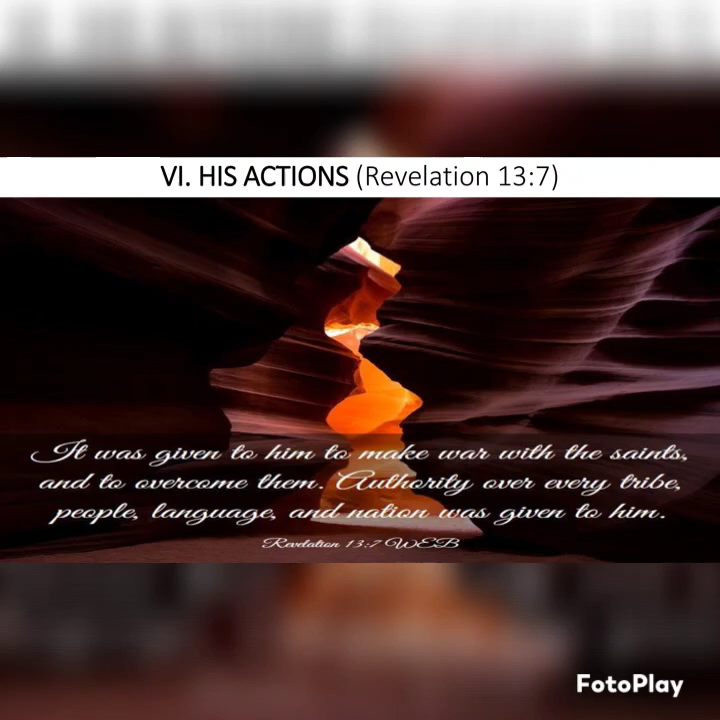 VI. HIS ACTIONS (Revelation 13:7)
It was given to him to make war with the saints,
and to overcome them. Authority over every tribe,
people, language, and nation was given to him.
Revelation 13:7 WEB
FotoPlay